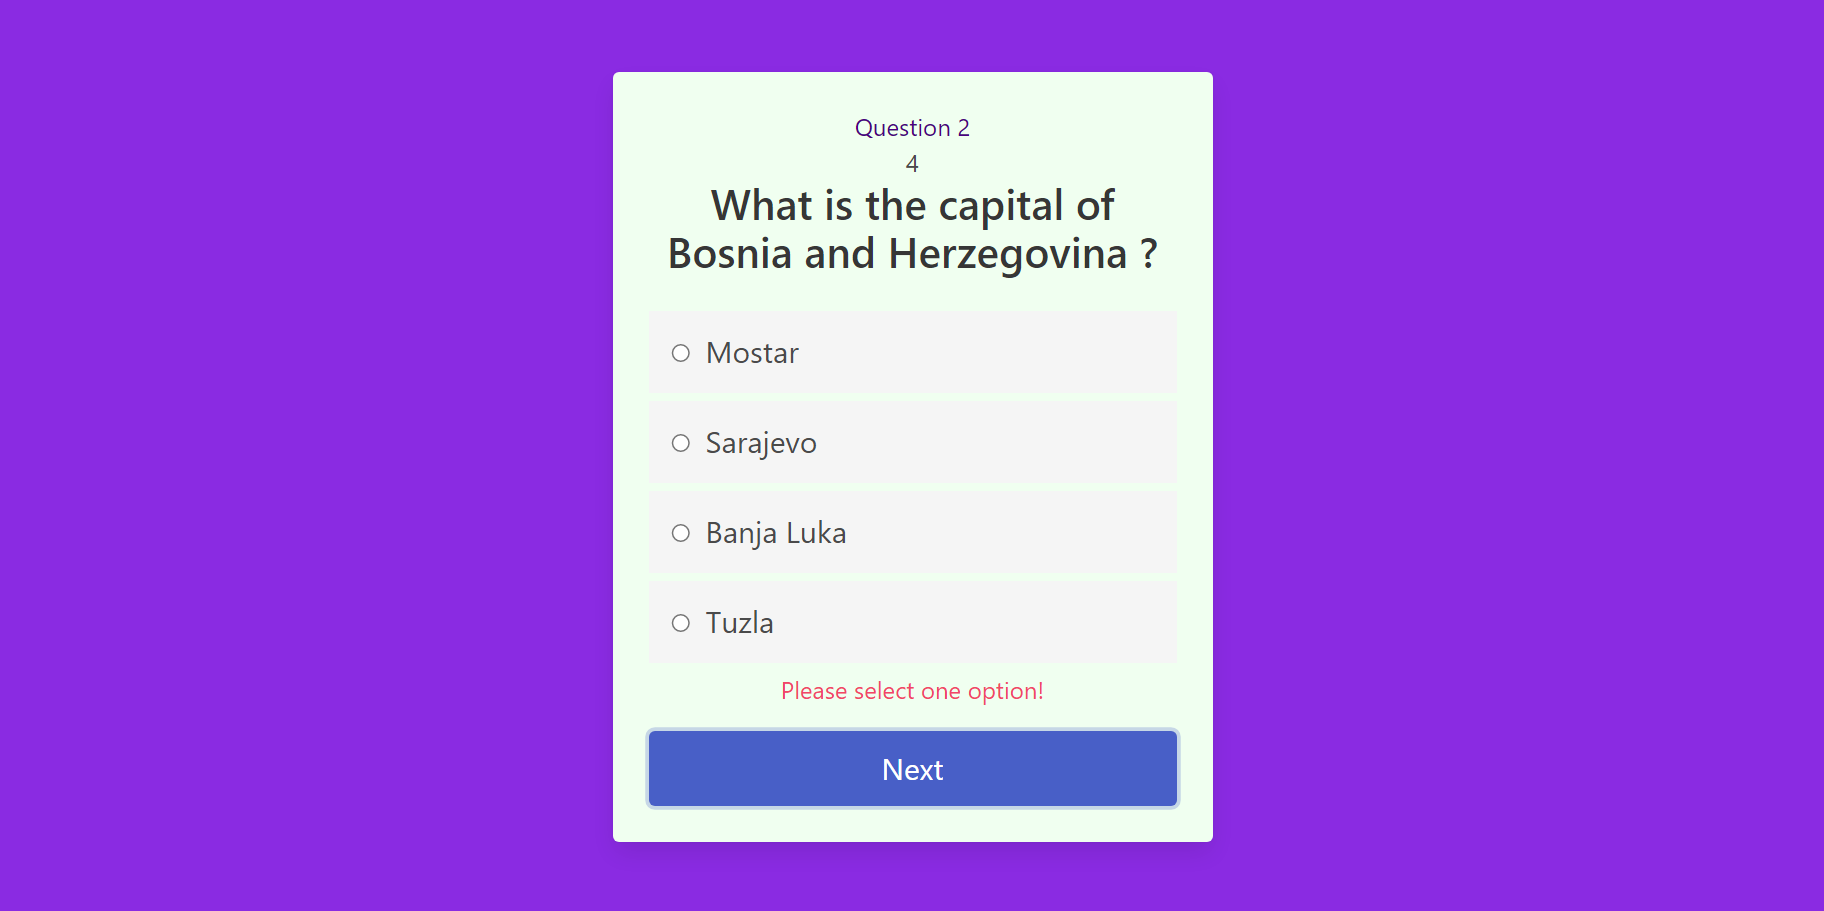 Question 2
4
What is the capital of
Bosnia and Herzegovina ?
Mostar
Sarajevo
Banja Luka
Tuzla
Please select one option!
Next